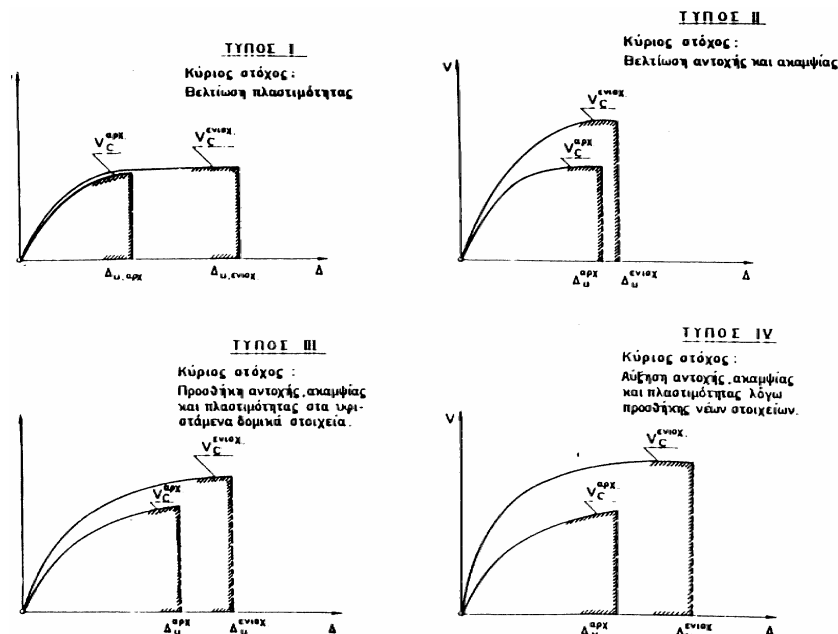 ΤΥΠΟΣ Ι
Κύριος στόχος:
Βελτίωση πλαστιμότητας
V_C^αρχ.
V_C^ενισχ.
Δ_u,αρχ
Δ_u,ενισχ.
Δ
ΤΥΠΟΣ ΙΙ
Κύριος στόχος:
Βελτίωση αντοχής και ακαμψίας
V
V_C^ενισχ.
V_C^αρχ
Δ_u^αρχ
Δ_u^ενισχ
Δ
ΤΥΠΟΣ ΙΙΙ
Κύριος στόχος:
Προσθήκη αντοχής, ακαμψίας
και πλαστιμότητας στα υφι-
στάμενα δομικά στοιχεία.
V_C^ενισχ.
V_C^αρχ
Δ_u^αρχ
Δ_u^ενισχ
Δ
ΤΥΠΟΣ IV
Κύριος στόχος:
Αύξηση αντοχής, ακαμψίας
και πλαστιμότητας λόγω
προσθήκης νέων στοιχείων.
V
V_C^ενισχ.
V_C^αρχ
Δ_u^αρχ
Δ_u^ενισχ
Δ